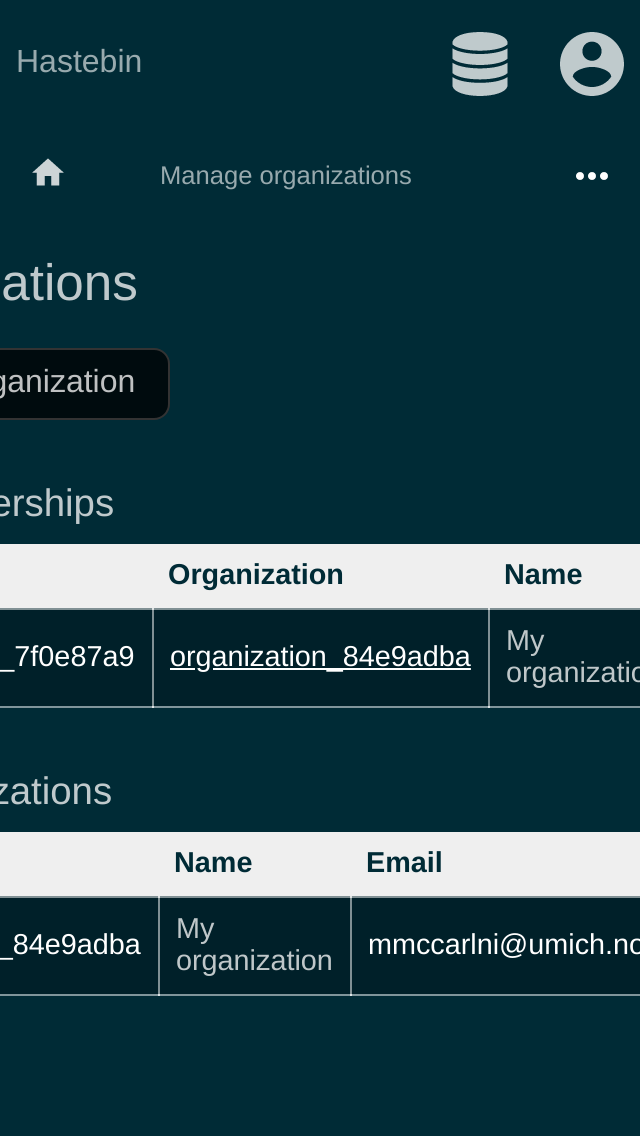 Hastebin
Manage organizations
ations
ganization
erships
Organization Name
_7f0e87a9 organization_84e9adba My
organizatio
zations
Name Email
_84e9adba My
organization mmccarlni@umich.no